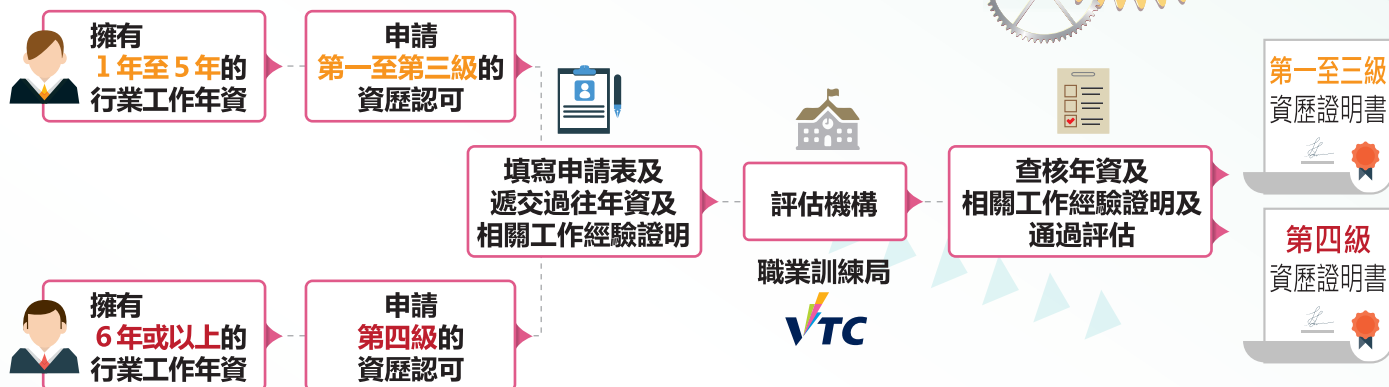 擁有
1年至5年的
行業工作年資
申請
第一至第三級的
資歷認可
擁有
6年或以上的
行業工作年資
申請
第四級的
資歷認可
填寫申請表及
遞交過往年資及
相關工作經驗證明
評估機構
職業訓練局
VTC
查核年資及
相關工作經驗證明及
通過評估
第一至三級
資歷證明書
第四級
資歷證明書